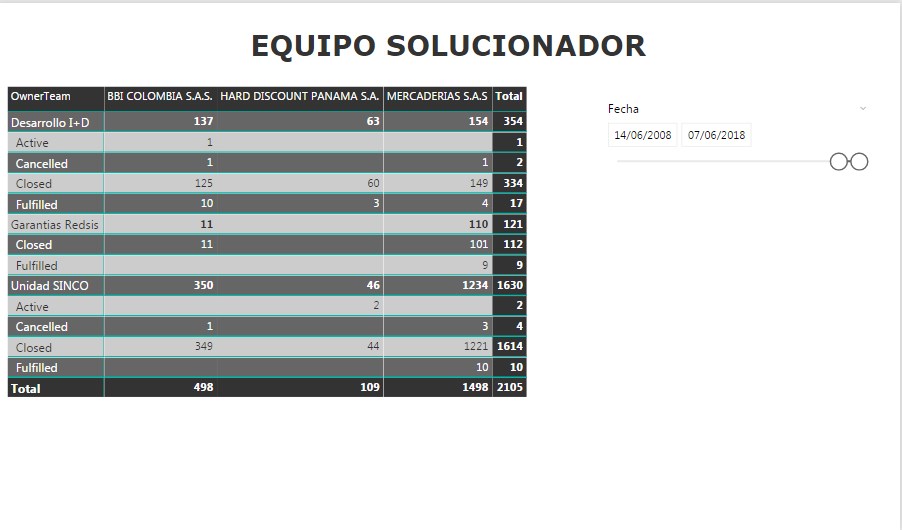 EQUIPO SOLUCIONADOR
OwnerTeam BBI COLOMBIA S.A.S. HARD DISCOUNT PANAMA S.A. MERCADERIAS S.A.S Total
Desarrollo I+D 137 63 154 354
Active 1 1
Cancelled 1 1 2
Closed 125 60 149 334
Fulfilled 10 3 4 17
Garantias Redsis 11 110 121
Closed 11 101 112
Fulfilled 9 9
Unidad SINCO 350 46 1234 1630
Active 2 2
Cancelled 1 3 4
Closed 349 44 1221 1614
Fulfilled 10 10
Total 498 109 1498 2105
Fecha
14/06/2008 07/06/2018